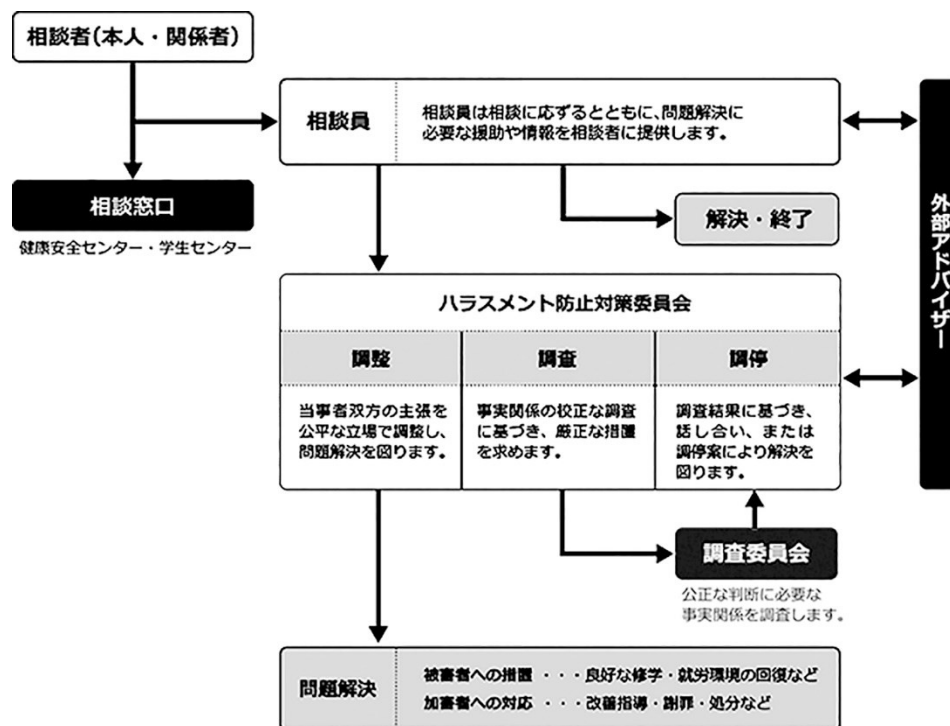 相談者(本人・関係者)
相談員
相談員は相談に応ずるとともに、問題解決に
必要な援助や情報を相談者に提供します。
相談窓口
健康安全センター・学生センター
解決・終了
外部アドバイザー
ハラスメント防止対策委員会
調整
調査
調停
当事者双方の主張を
公平な立場で調整し、
問題解決を図ります。
事実関係の校正な調査
に基づき、厳正な措置
を求めます。
調査結果に基づき、
話し合い、または
調停案により解決を
図ります。
調査委員会
公正な判断に必要な
事実関係を調査します。
問題解決
被害者への措置 ・・・良好な修学・就労環境の回復など
加害者への対応 ・・・改善指導・謝罪・処分など